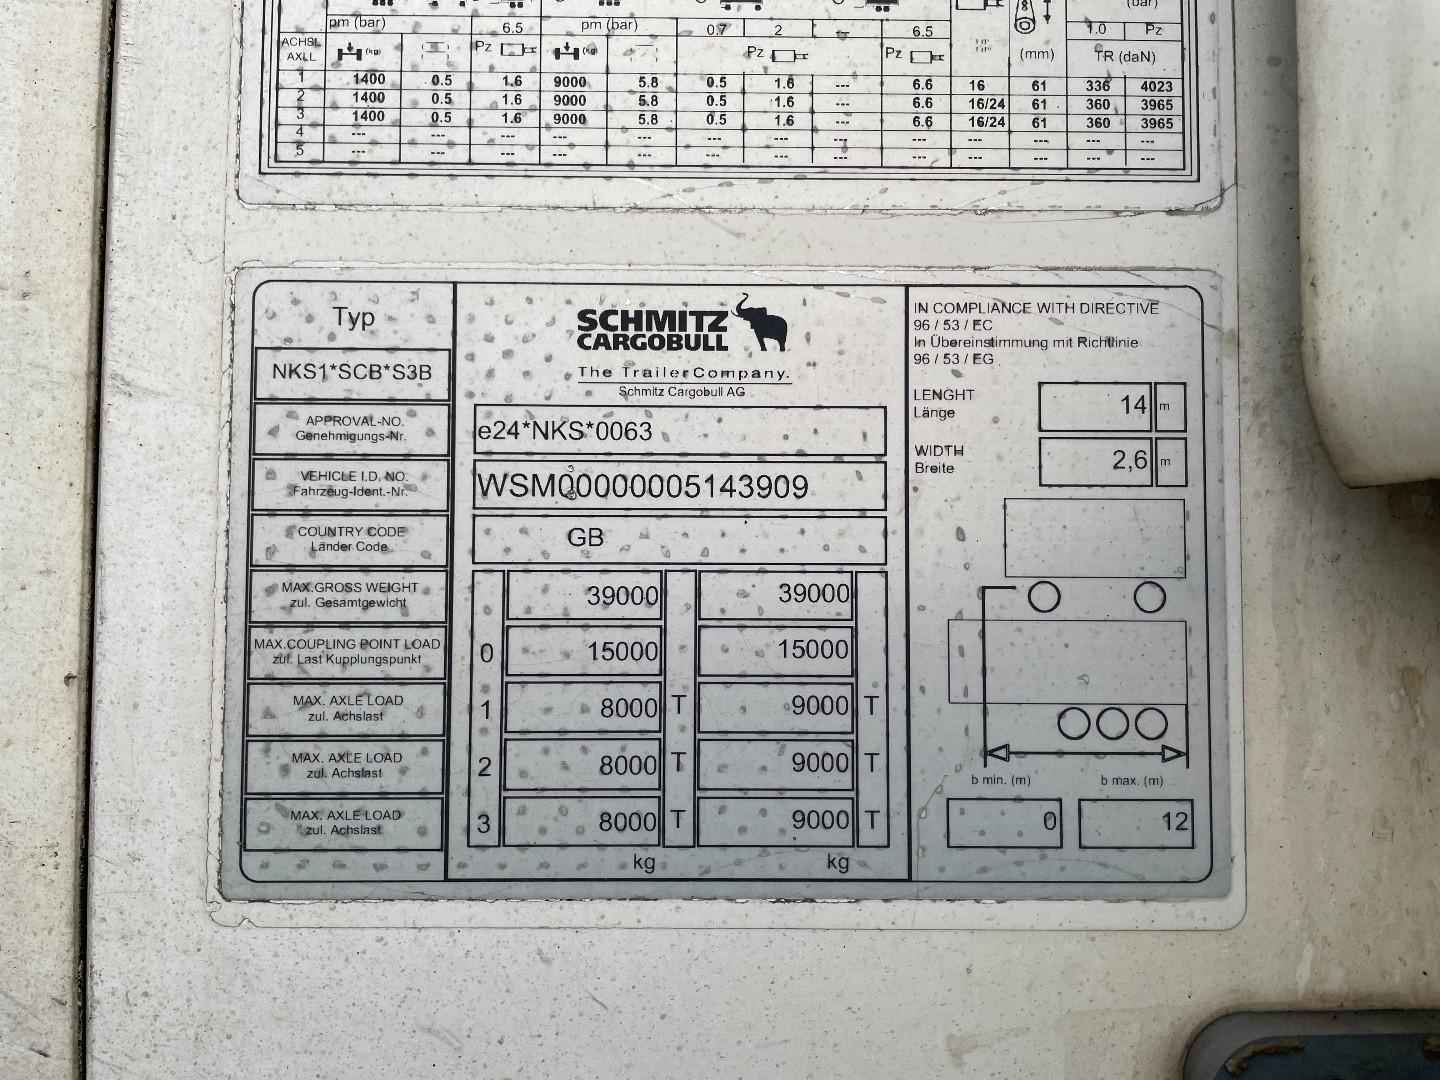 (bar)
pm (bar) 6.5 pm (bar) 0.7 2 6.5 1.0 Pz
ACHSE Pz Pz Pz (mm) TR (daN)
AXLE
1 1400 0.5 1.6 9000 5.8 0.5 1.6 --- 6.6 16 61 336 4023
2 1400 0.5 1.6 9000 5.8 0.5 1.6 --- 6.6 16/24 61 360 3965
3 1400 0.5 1.6 9000 5.8 0.5 1.6 --- 6.6 16/24 61 360 3965
4 --- --- --- --- --- --- --- --- --- --- --- --- ---
5 --- --- --- --- --- --- --- --- --- --- --- --- ---
Typ
NKS1*SCB*S3B
SCHMITZ
CARGOBULL
The TrailerCompany.
Schmitz Cargobull AG
APPROVAL-NO.
Genehmigungs-Nr.
e24*NKS*0063
VEHICLE I.D. NO.
Fahrzeug-Ident.-Nr.
WSM00000005143909
COUNTRY CODE
Länder Code
GB
MAX.GROSS WEIGHT
zul. Gesamtgewicht
39000 39000
MAX.COUPLING POINT LOAD
zul. Last Kupplungspunkt
0 15000 15000
MAX. AXLE LOAD
zul. Achslast
1 8000 T 9000 T
MAX. AXLE LOAD
zul. Achslast
2 8000 T 9000 T
MAX. AXLE LOAD
zul. Achslast
3 8000 T 9000 T
kg kg
IN COMPLIANCE WITH DIRECTIVE
96 / 53 / EC
In Übereinstimmung mit Richtlinie
96 / 53 / EG
LENGHT
Länge
14 m
WIDTH
Breite
2,6 m
b min. (m) b max. (m)
0 12